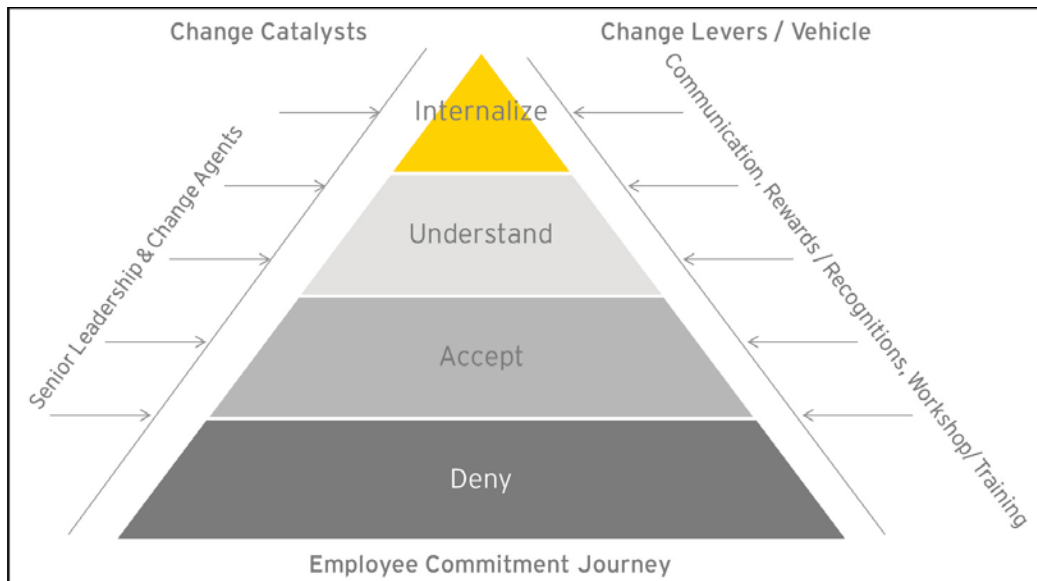 Change Catalysts
Change Levers / Vehicle
Senior Leadership & Change Agents
Communication, Rewards / Recognitions, Workshop/ Training
Internalize
Understand
Accept
Deny
Employee Commitment Journey